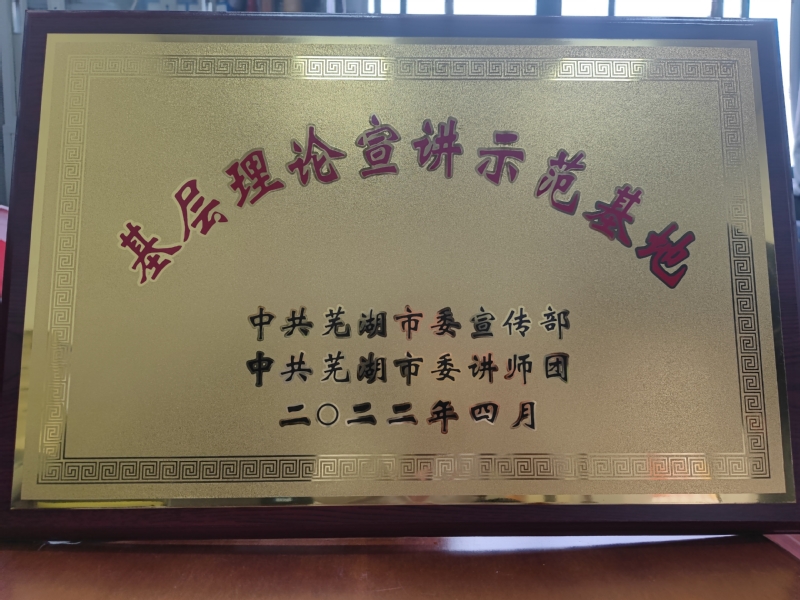 基层理论宣讲示范基地
中共芜湖市委宣传部
中共芜湖市委讲师团
二〇二二年四月